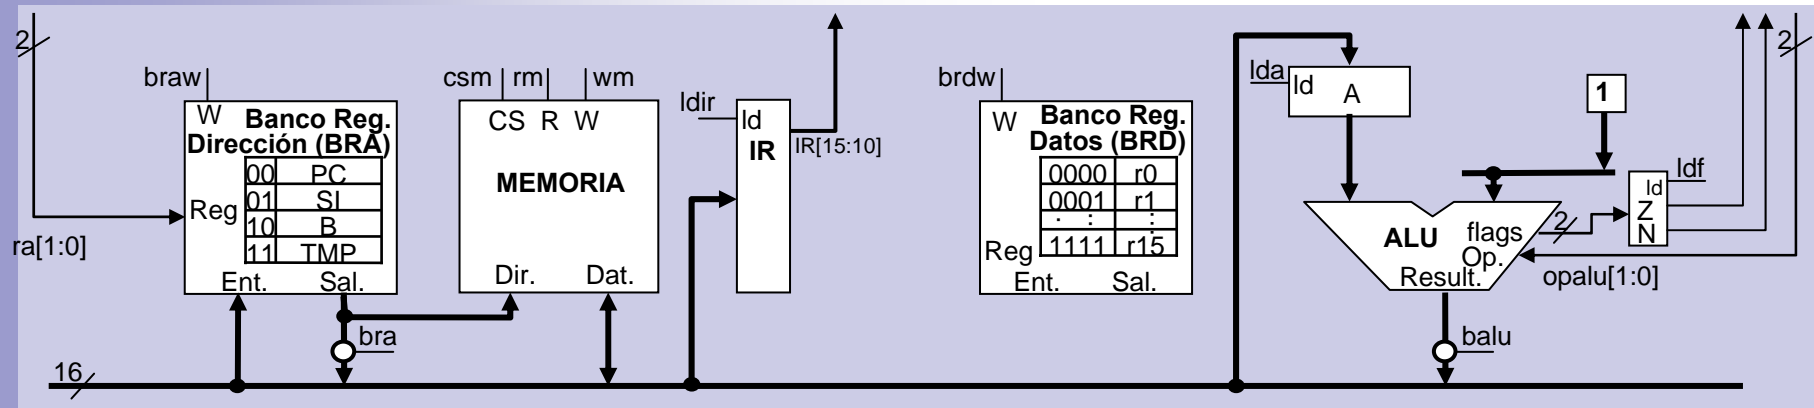 2
ra[1:0]
braw
W Banco Reg.
Dirección (BRA)
00 PC
01 SI
10 B
11 TMP
Reg
Ent. Sal.
bra
16
csm rm wm
CS R W
MEMORIA
Dir. Dat.
ldir
ld
IR
IR[15:10]
brdw
W Banco Reg.
Datos (BRD)
0000 r0
0001 r1
: : :
1111 r15
Reg
Ent. Sal.
lda
ld A
1
ALU flags
Op.
Result.
2
ldf
ld
Z
N
2
opalu[1:0]
balu